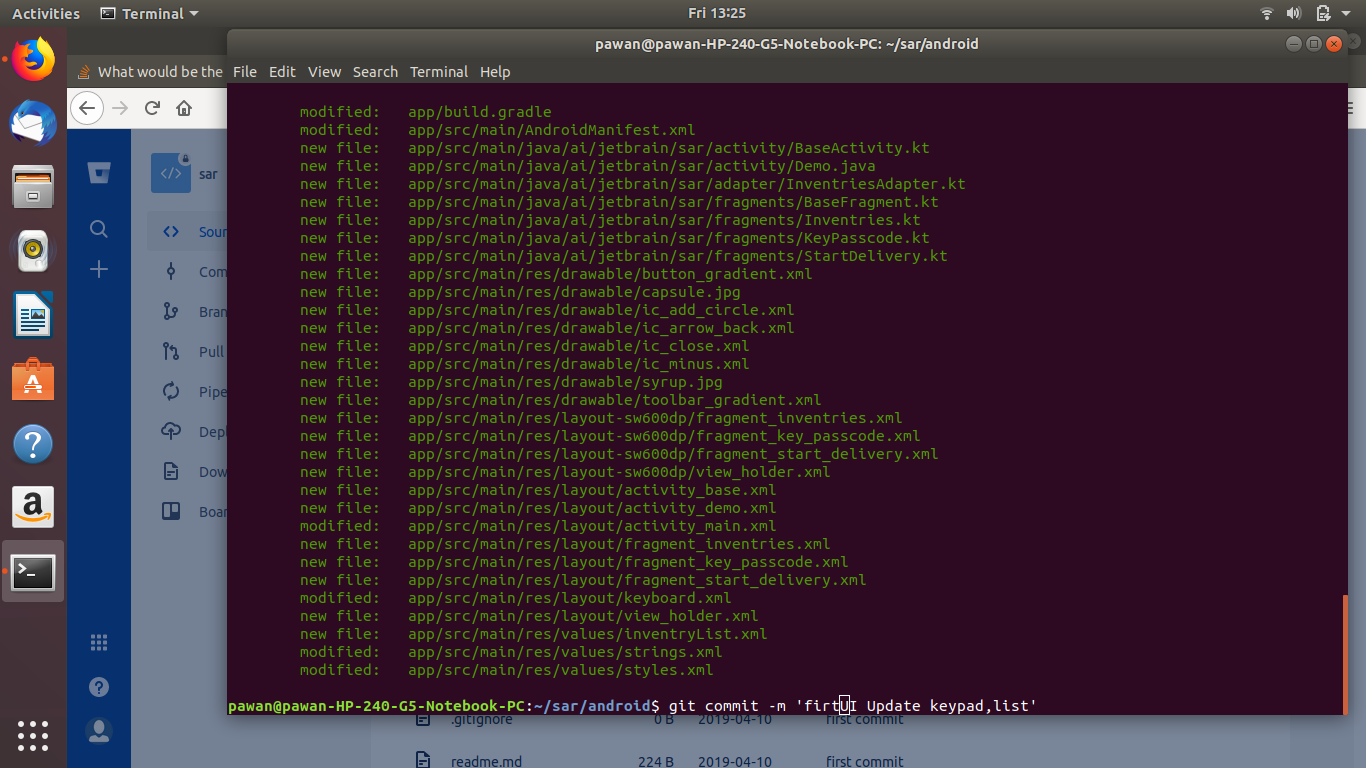 Activities Terminal Fri 13:25
pawan@pawan-HP-240-G5-Notebook-PC: ~/sar/android
What would be the
File Edit View Search Terminal Help
modified: app/build.gradle
modified: app/src/main/AndroidManifest.xml
new file: app/src/main/java/ai/jetbrain/sar/activity/BaseActivity.kt
new file: app/src/main/java/ai/jetbrain/sar/activity/Demo.java
new file: app/src/main/java/ai/jetbrain/sar/adapter/InventriesAdapter.kt
new file: app/src/main/java/ai/jetbrain/sar/fragments/BaseFragment.kt
new file: app/src/main/java/ai/jetbrain/sar/fragments/Inventries.kt
new file: app/src/main/java/ai/jetbrain/sar/fragments/KeyPasscode.kt
new file: app/src/main/java/ai/jetbrain/sar/fragments/StartDelivery.kt
new file: app/src/main/res/drawable/button_gradient.xml
new file: app/src/main/res/drawable/capsule.jpg
new file: app/src/main/res/drawable/ic_add_circle.xml
new file: app/src/main/res/drawable/ic_arrow_back.xml
new file: app/src/main/res/drawable/ic_close.xml
new file: app/src/main/res/drawable/ic_minus.xml
new file: app/src/main/res/drawable/syrup.jpg
new file: app/src/main/res/drawable/toolbar_gradient.xml
new file: app/src/main/res/layout-sw600dp/fragment_inventries.xml
new file: app/src/main/res/layout-sw600dp/fragment_key_passcode.xml
new file: app/src/main/res/layout-sw600dp/fragment_start_delivery.xml
new file: app/src/main/res/layout-sw600dp/view_holder.xml
new file: app/src/main/res/layout/activity_base.xml
new file: app/src/main/res/layout/activity_demo.xml
modified: app/src/main/res/layout/activity_main.xml
new file: app/src/main/res/layout/fragment_inventries.xml
new file: app/src/main/res/layout/fragment_key_passcode.xml
new file: app/src/main/res/layout/fragment_start_delivery.xml
modified: app/src/main/res/layout/keyboard.xml
new file: app/src/main/res/layout/view_holder.xml
new file: app/src/main/res/values/inventryList.xml
modified: app/src/main/res/values/strings.xml
modified: app/src/main/res/values/styles.xml
pawan@pawan-HP-240-G5-Notebook-PC:~/sar/android$ git commit -m 'firtUI Update keypad,list'
sar
Sour
Com
Bran
Pull
Pipe
Depl
Dow
Boar
.gitignore 0 B 2019-04-10 first commit
readme.md 224 B 2019-04-10 first commit